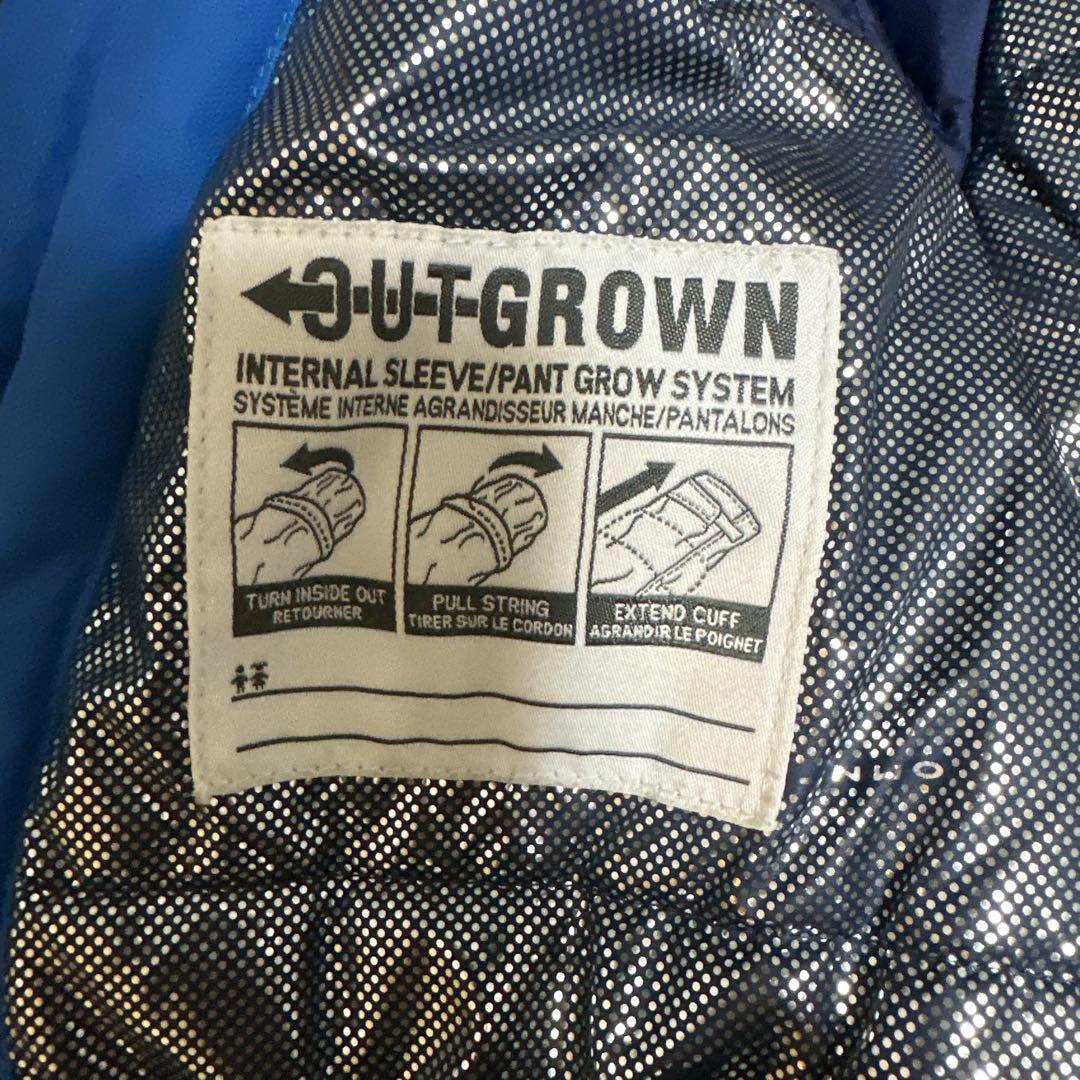 OUTGROWN
INTERNAL SLEEVE/PANT GROW SYSTEM
SYSTÈME INTERNE AGRANDISSEUR MANCHE/PANTALONS
TURN INSIDE OUT
RETOURNER
PULL STRING
TIRER SUR LE CORDON
EXTEND CUFF
AGRANDIR LE POIGNET